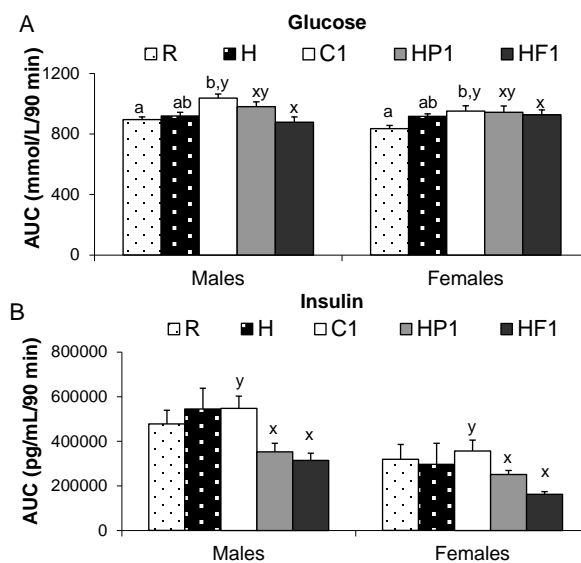 A
Glucose
R H C1 HP1 HF1
AUC (mmol/L/90 min)
1200
800
400
0
a ab b,y xy x
a ab b,y xy x
Males Females
B
Insulin
R H C1 HP1 HF1
AUC (pg/mL/90 min)
800000
600000
400000
200000
0
y x x
y x x
Males Females